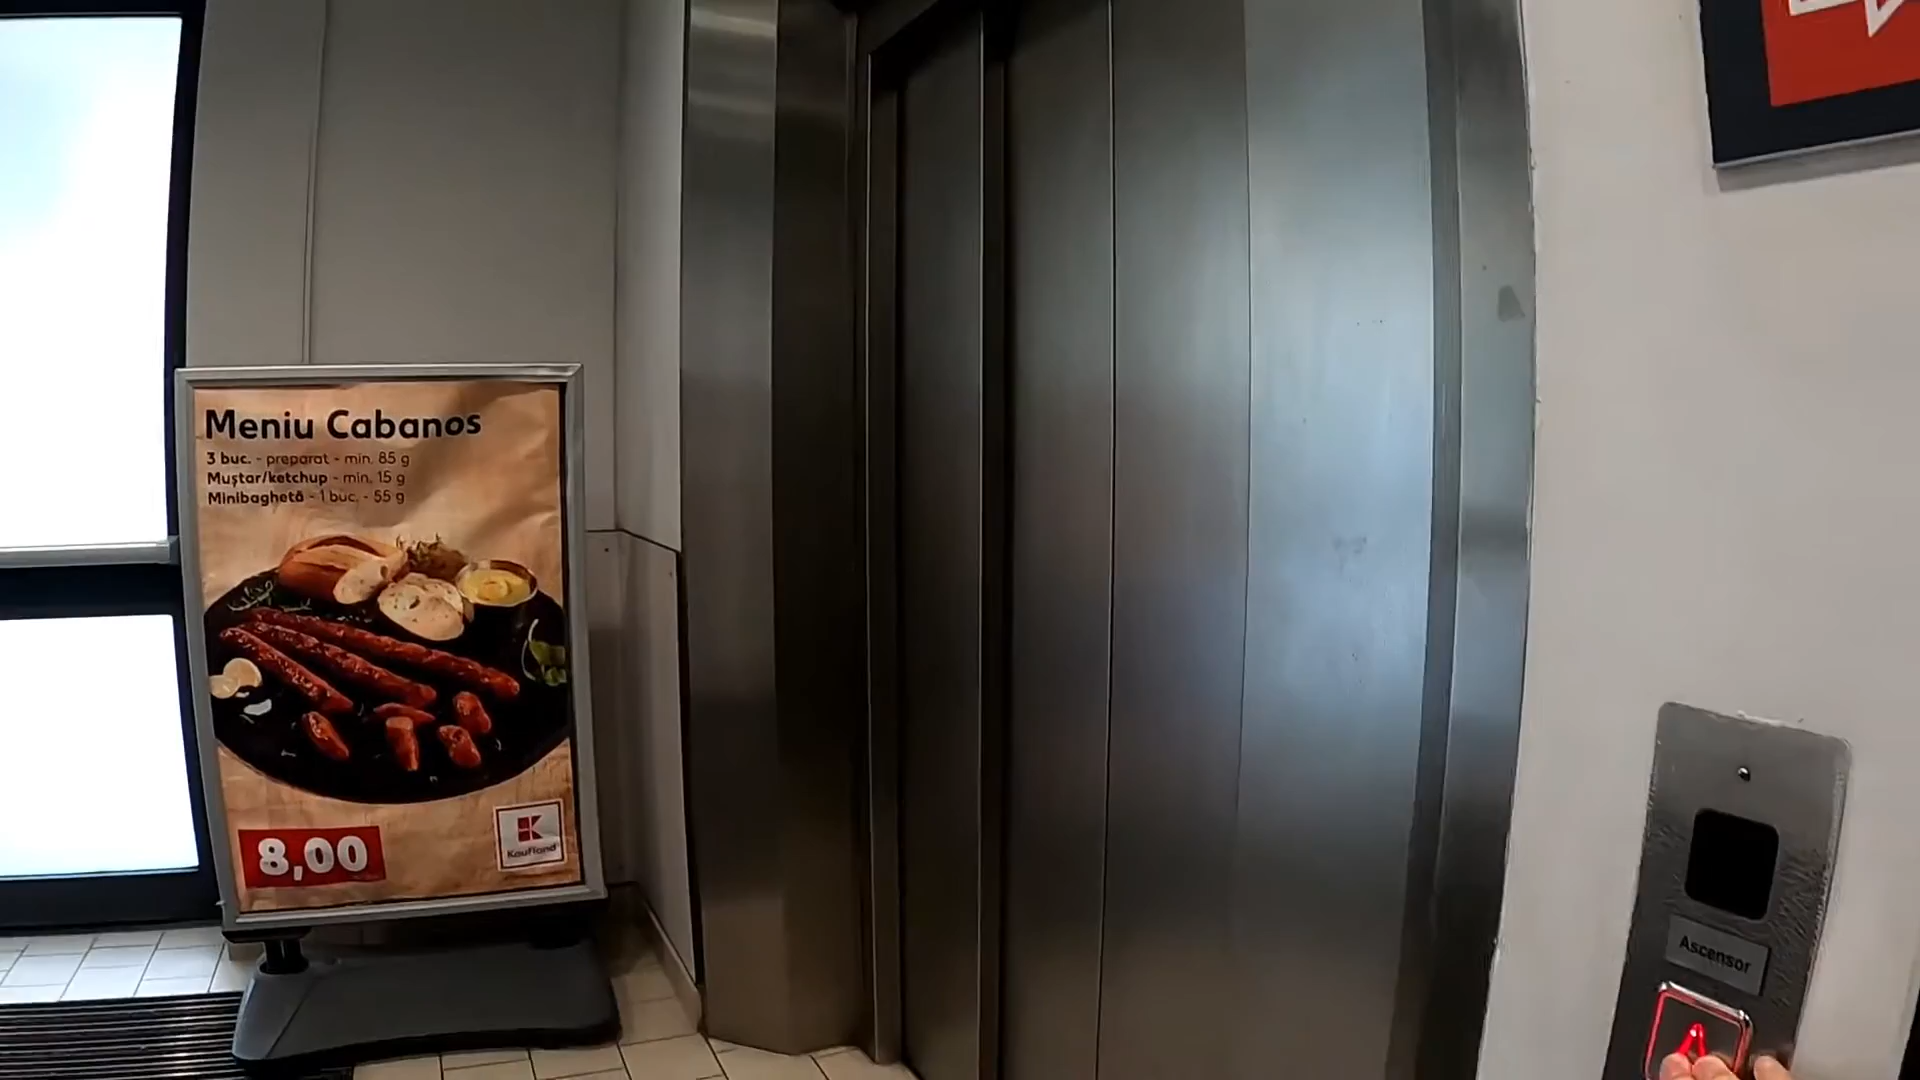 Meniu Cabanos
3 buc. - preparat - min. 85 g
Muștar/ketchup - min. 15 g
Minibaghetă - 1 buc. - 55 g
8,00
Kaufland
Ascensor